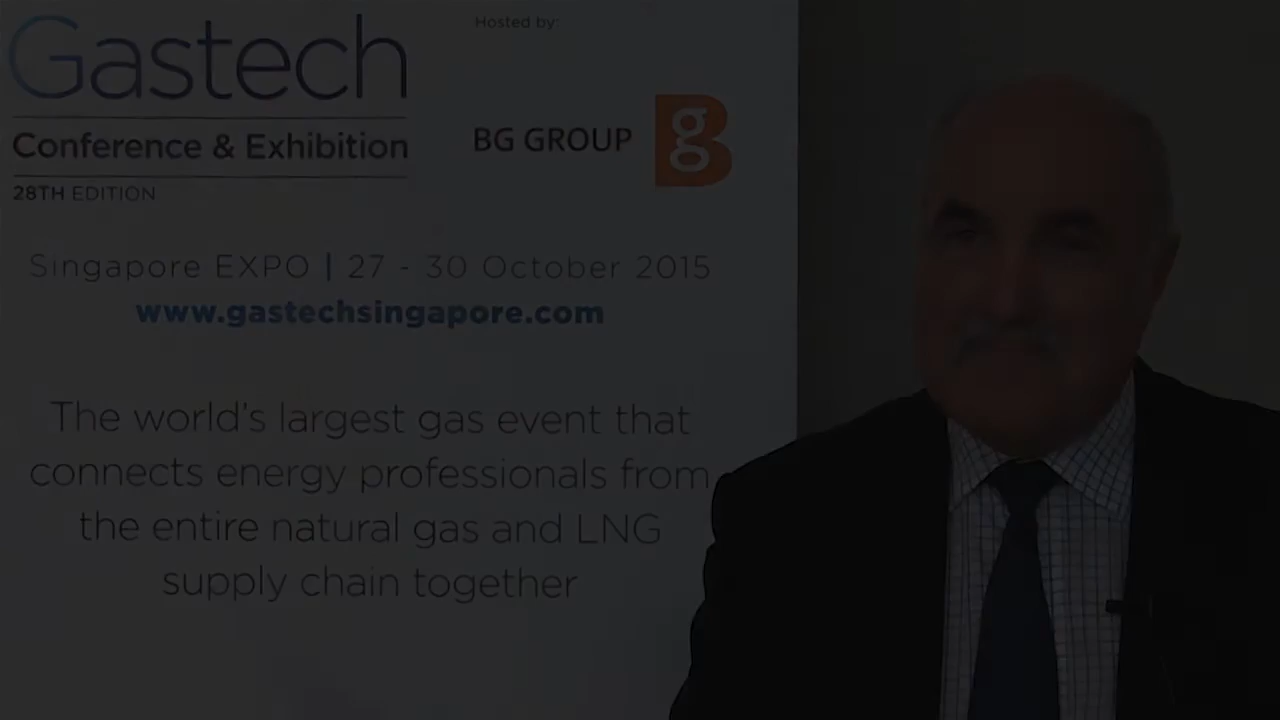 Gastech
Conference & Exhibition
28TH EDITION
Hosted by:
BG GROUP
Singapore EXPO | 27 - 30 October 2015
www.gastechsingapore.com
The world's largest gas event that
connects energy professionals from
the entire natural gas and LNG
supply chain together